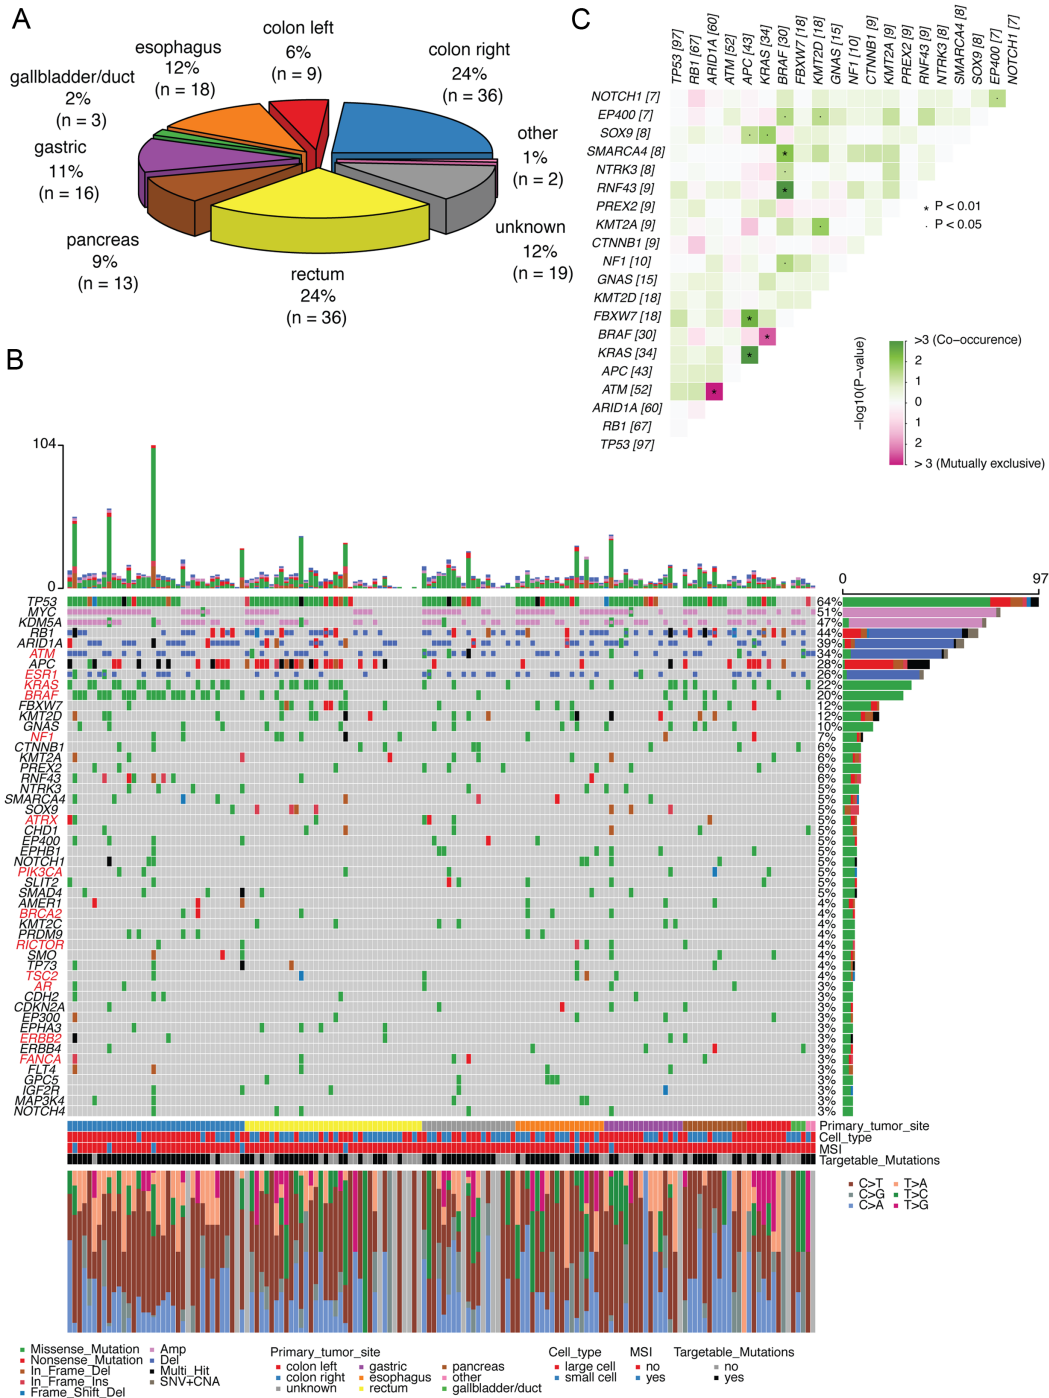 A
colon left
6%
(n = 9)
esophagus
12%
(n = 18)
colon right
24%
(n = 36)
gallbladder/duct
2%
(n = 3)
gastric
11%
(n = 16)
other
1%
(n = 2)
pancreas
9%
(n = 13)
rectum
24%
(n = 36)
unknown
12%
(n = 19)
C
TP53 [97]
RB1 [67]
ARID1A [60]
ATM [52]
APC [43]
KRAS [34]
BRAF [30]
FBXW7 [18]
KMT2D [18]
GNAS [15]
NF1 [10]
CTNNB1 [9]
KMT2A [9]
PREX2 [9]
RNF43 [9]
NTRK3 [8]
SMARCA4 [8]
SOX9 [8]
EP400 [7]
NOTCH1 [7]
NOTCH1 [7]
EP400 [7]
SOX9 [8]
SMARCA4 [8]
NTRK3 [8]
RNF43 [9]
PREX2 [9]
KMT2A [9]
CTNNB1 [9]
NF1 [10]
GNAS [15]
KMT2D [18]
FBXW7 [18]
BRAF [30]
KRAS [34]
APC [43]
ATM [52]
ARID1A [60]
RB1 [67]
TP53 [97]
* P < 0.01
· P < 0.05
-log10(P-value)
>3 (Co-occurence)
2
1
0
1
2
> 3 (Mutually exclusive)
B
104
0
0 97
TP53 64%
MYC 51%
KDM5A 47%
RB1 44%
ARID1A 39%
ATM 34%
APC 28%
ESR1 26%
KRAS 22%
BRAF 20%
FBXW7 12%
KMT2D 12%
GNAS 10%
NF1 7%
CTNNB1 6%
KMT2A 6%
PREX2 6%
RNF43 6%
NTRK3 5%
SMARCA4 5%
SOX9 5%
ATRX 5%
CHD1 5%
EP400 5%
EPHB1 5%
NOTCH1 5%
PIK3CA 5%
SLIT2 5%
SMAD4 5%
AMER1 4%
BRCA2 4%
KMT2C 4%
PRDM9 4%
RICTOR 4%
SMO 4%
TP73 4%
TSC2 4%
AR 3%
CDH2 3%
CDKN2A 3%
EP300 3%
EPHA3 3%
ERBB2 3%
ERBB4 3%
FANCA 3%
FLT4 3%
GPC5 3%
IGF2R 3%
MAP3K4 3%
NOTCH4 3%
Primary_tumor_site
Cell_type
MSI
Targetable_Mutations
C>T T>A
C>G T>C
C>A T>G
Missense_Mutation
Nonsense_Mutation
In_Frame_Del
In_Frame_Ins
Frame_Shift_Del
Amp
Del
Multi_Hit
SNV+CNA
Primary_tumor_site
colon left
colon right
unknown
gastric
esophagus
rectum
pancreas
other
gallbladder/duct
Cell_type
large cell
small cell
MSI
no
yes
Targetable_Mutations
no
yes